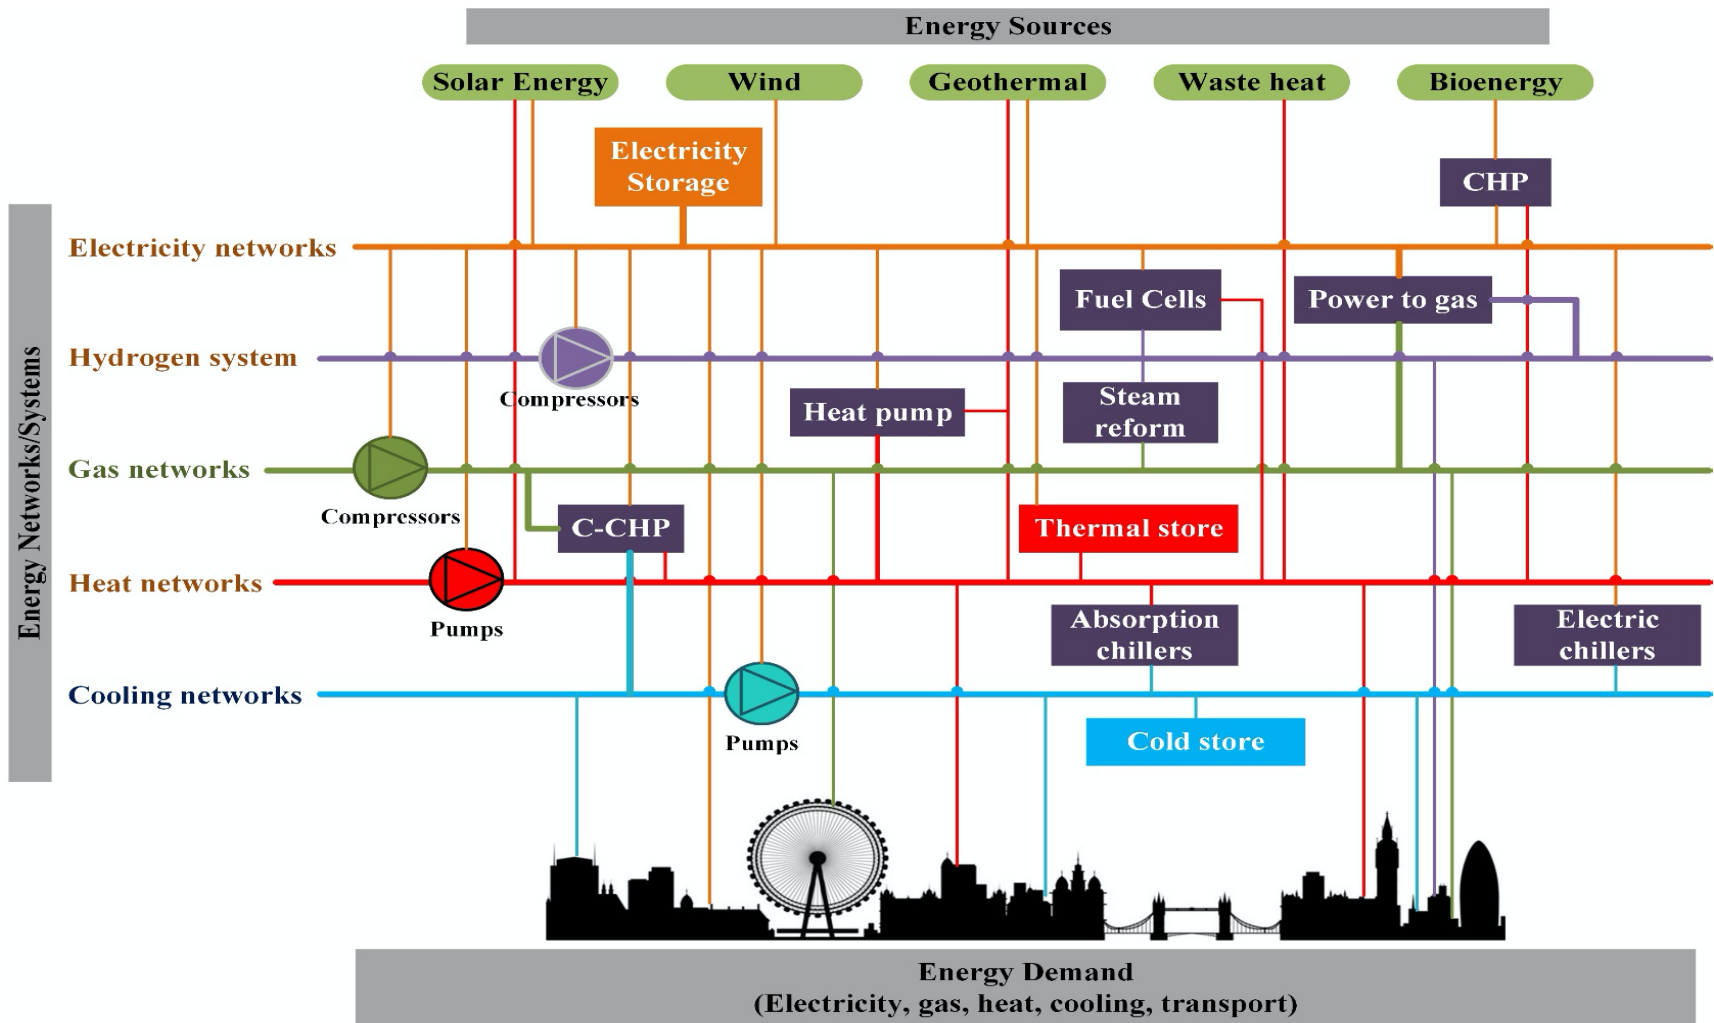 Energy Sources
Solar Energy
Wind
Geothermal
Waste heat
Bioenergy
Electricity
Storage
CHP
Energy Networks/Systems
Electricity networks
Fuel Cells
Power to gas
Hydrogen system
Compressors
Heat pump
Steam
reform
Gas networks
Compressors
C-CHP
Thermal store
Heat networks
Pumps
Absorption
chillers
Electric
chillers
Cooling networks
Pumps
Cold store
Energy Demand
(Electricity, gas, heat, cooling, transport)